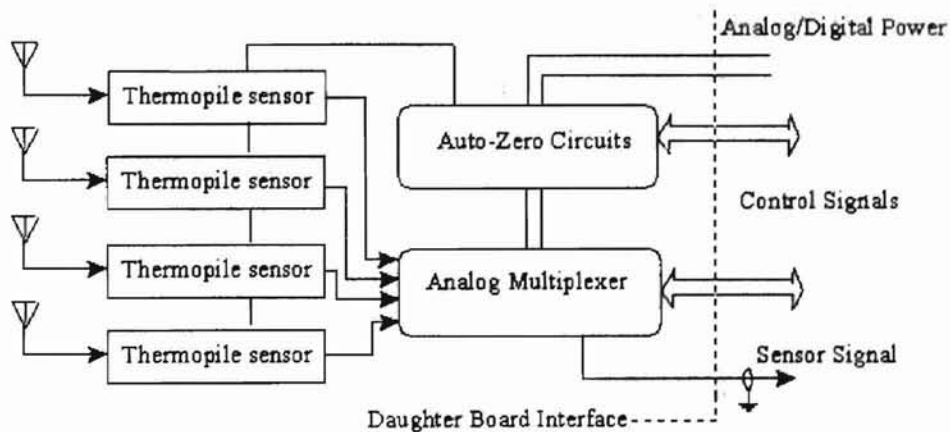 Analog/Digital Power
Thermopile sensor
Auto-Zero Circuits
Thermopile sensor
Control Signals
Thermopile sensor
Analog Multiplexer
Thermopile sensor
Sensor Signal
Daughter Board Interface